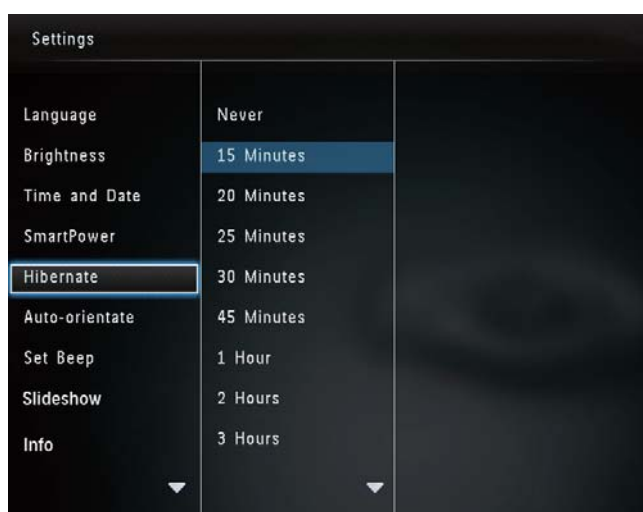 Settings
Language
Brightness
Time and Date
SmartPower
Hibernate
Auto-orientate
Set Beep
Slideshow
Info
Never
15 Minutes
20 Minutes
25 Minutes
30 Minutes
45 Minutes
1 Hour
2 Hours
3 Hours